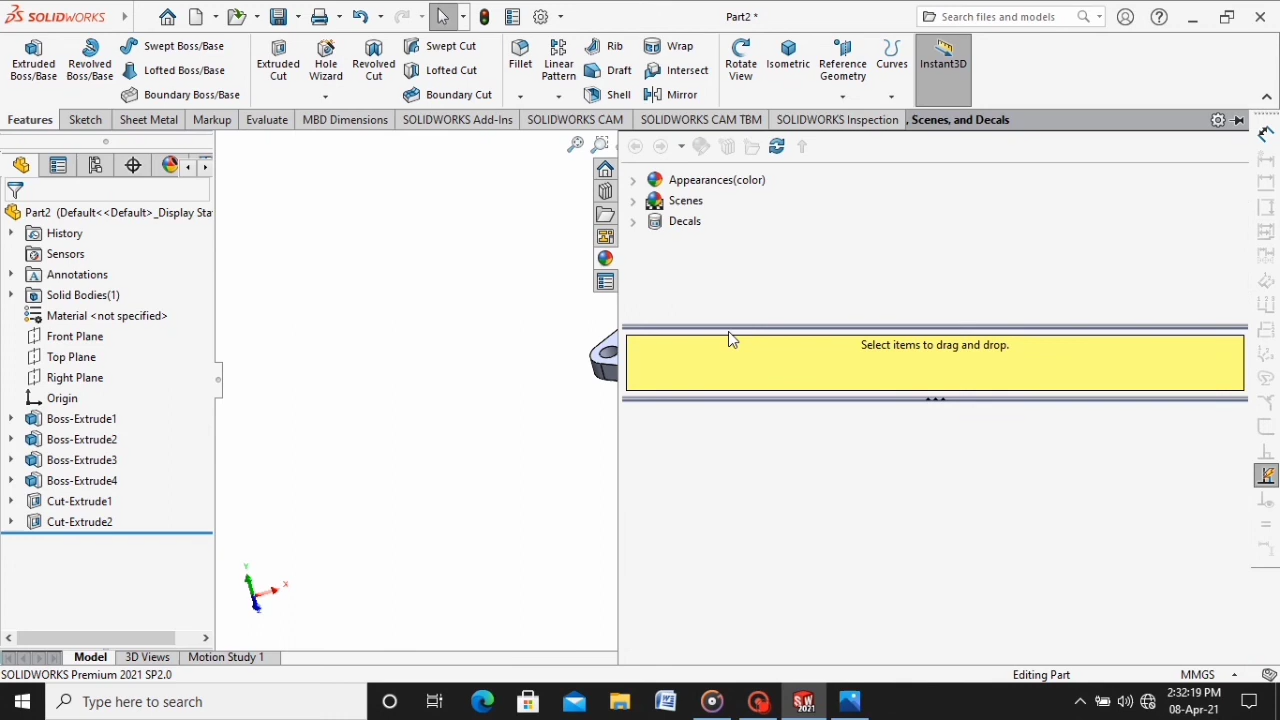 SOLIDWORKS
Part2 *
Search files and models
Extruded Boss/Base
Revolved Boss/Base
Swept Boss/Base
Lofted Boss/Base
Boundary Boss/Base
Extruded Cut
Hole Wizard
Revolved Cut
Swept Cut
Lofted Cut
Boundary Cut
Fillet
Linear Pattern
Rib
Draft
Shell
Wrap
Intersect
Mirror
Rotate View
Isometric
Reference Geometry
Curves
Instant3D
Features
Sketch
Sheet Metal
Markup
Evaluate
MBD Dimensions
SOLIDWORKS Add-Ins
SOLIDWORKS CAM
SOLIDWORKS CAM TBM
SOLIDWORKS Inspection
, Scenes, and Decals
Part2 (Default<<Default>_Display Sta
History
Sensors
Annotations
Solid Bodies(1)
Material <not specified>
Front Plane
Top Plane
Right Plane
Origin
Boss-Extrude1
Boss-Extrude2
Boss-Extrude3
Boss-Extrude4
Cut-Extrude1
Cut-Extrude2
Appearances(color)
Scenes
Decals
Select items to drag and drop.
Y
X
Z
Model
3D Views
Motion Study 1
SOLIDWORKS Premium 2021 SP2.0
Editing Part
MMGS
Type here to search
2:32:19 PM
08-Apr-21